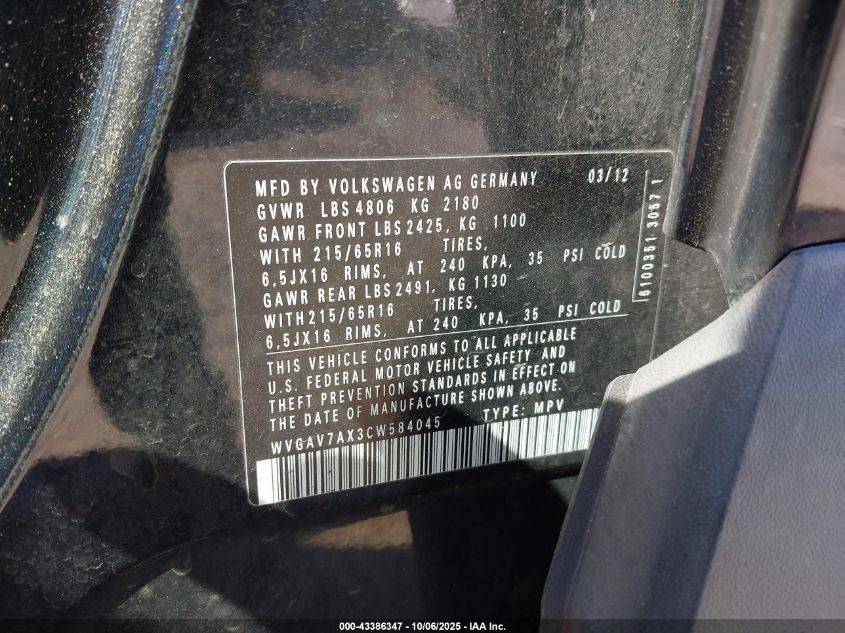 MFD BY VOLKSWAGEN AG GERMANY 03/12
GVWR LBS 4806 KG 2180
GAWR FRONT LBS 2425, KG 1100
WITH 215/65R16 TIRES,
6,5JX16 RIMS, AT 240 KPA, 35 PSI COLD
GAWR REAR LBS 2491, KG 1130
WITH 215/65R16 TIRES,
6,5JX16 RIMS, AT 240 KPA, 35 PSI COLD
THIS VEHICLE CONFORMS TO ALL APPLICABLE
U.S. FEDERAL MOTOR VEHICLE SAFETY AND
THEFT PREVENTION STANDARDS IN EFFECT ON
THE DATE OF MANUFACTURE SHOWN ABOVE.
WVGAV7AX3CW584045 TYPE: MPV
6100351 3067 1
000-43386347 - 10/06/2025 - IAA Inc.